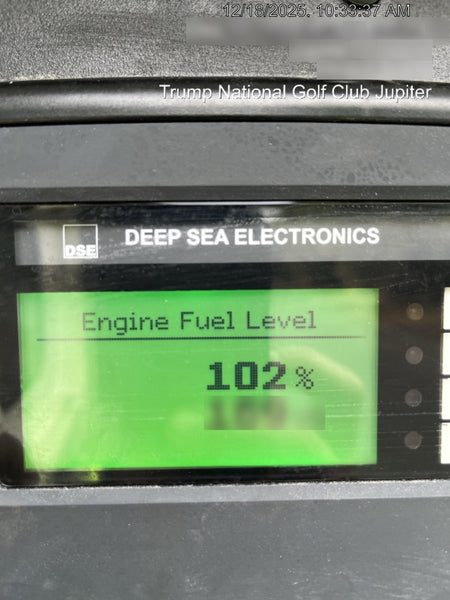 12/18/2025, 10:33:37 AM
Trump National Golf Club Jupiter
DSE
DEEP SEA ELECTRONICS
Engine Fuel Level
102%